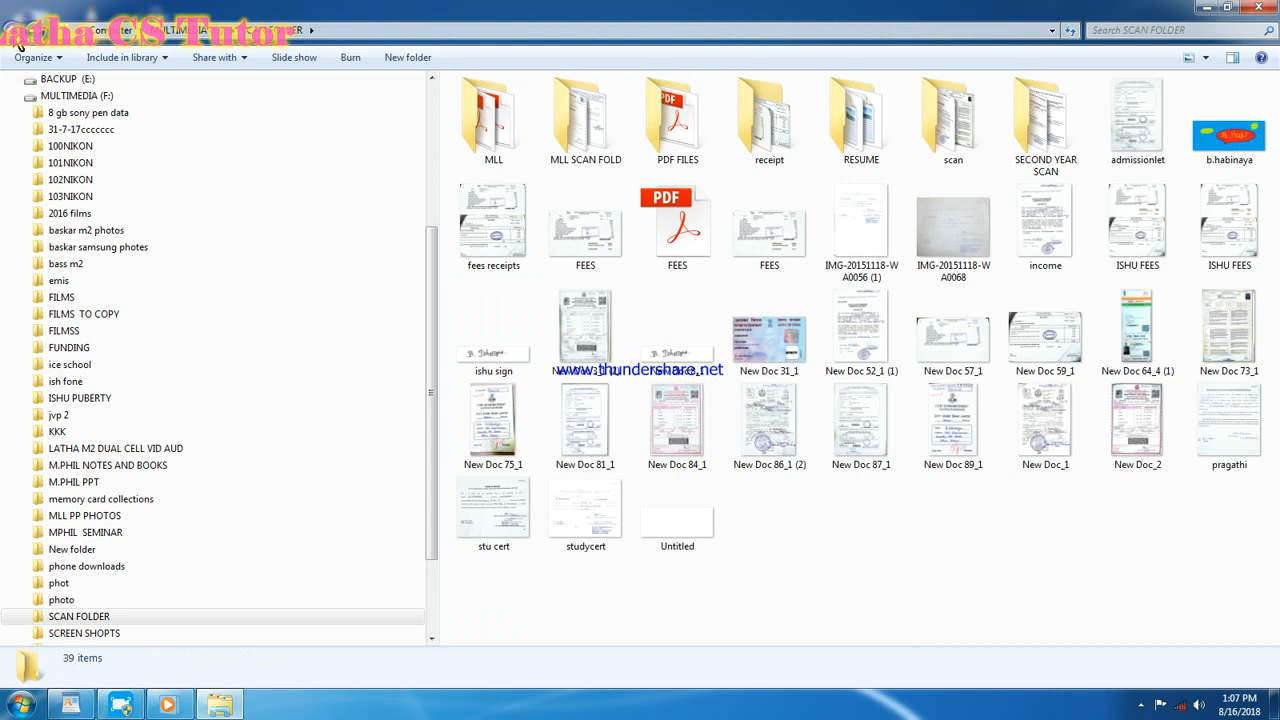 atha CS Tutor
Computer
MULTIMEDIA
FOLDER
Search SCAN FOLDER
Organize
Include in library
Share with
Slide show
Burn
New folder
BACKUP (E:)
MULTIMEDIA (F:)
8 gb sony pen data
31-7-17ccccccc
100NIKON
101NIKON
102NIKON
103NIKON
2016 films
baskar m2 photos
baskar samsung photes
bass m2
emis
FILMS
FILMS TO COPY
FILMSS
FUNDING
ice school
ish fone
ISHU PUBERTY
jvp 2
KKK
LATHA M2 DUAL CELL VID AUD
M.PHIL NOTES AND BOOKS
M.PHIL PPT
memory card collections
MLL PP PHOTOS
MPHIL SEMINAR
New folder
phone downloads
phot
photo
SCAN FOLDER
SCREEN SHOPTS
MLL
MLL SCAN FOLD
PDF
PDF FILES
receipt
RESUME
scan
SECOND YEAR
SCAN
admissionlet
b.habinaya
fees receipts
FEES
PDF
FEES
FEES
IMG-20151118-W
A0056 (1)
IMG-20151118-W
A0068
income
ISHU FEES
ISHU FEES
ishu sign
www.thundershare.net
New Doc 31_1
New Doc 52_1 (1)
New Doc 57_1
New Doc 59_1
New Doc 64_4 (1)
New Doc 73_1
New Doc 75_1
New Doc 81_1
New Doc 84_1
New Doc 86_1 (2)
New Doc 87_1
New Doc 89_1
New Doc_1
New Doc_2
pragathi
stu cert
studycert
Untitled
39 items
1:07 PM
8/16/2018